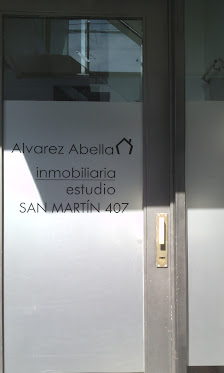 Alvarez Abella
inmobiliaria
estudio
SAN MARTÍN 407